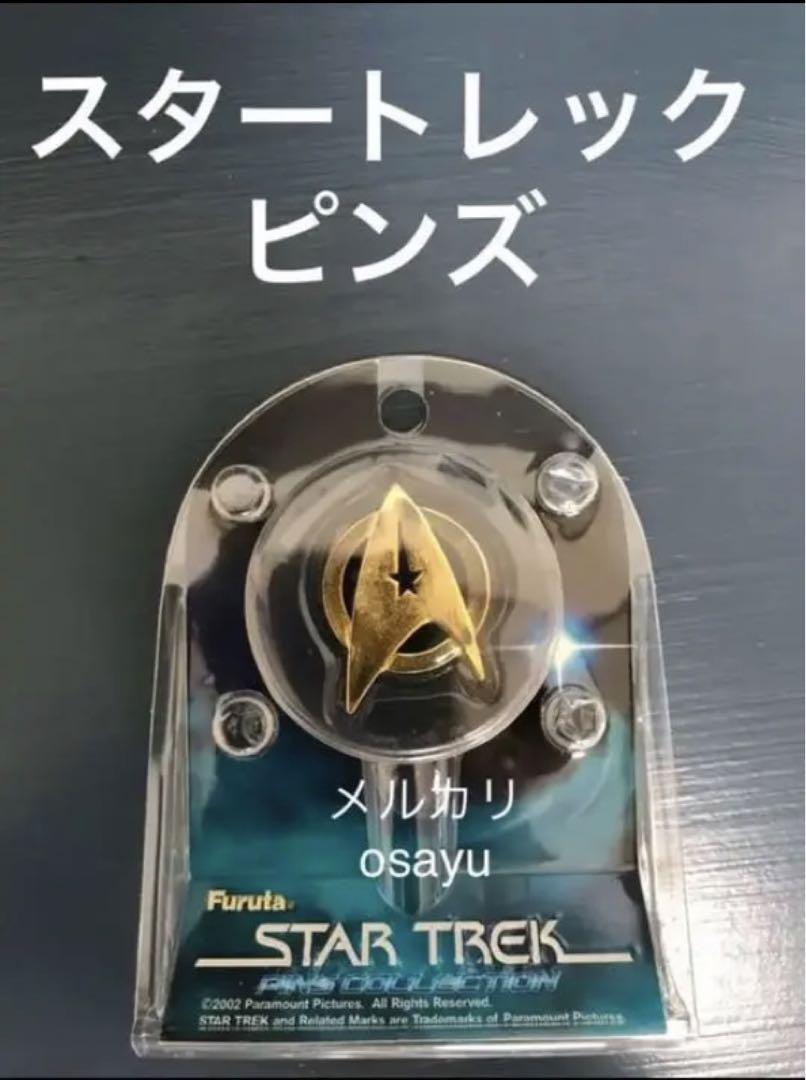 スタートレック
ピンズ
メルカリ
osayu
Furuta
STAR TREK
PINS COLLECTION
©2002 Paramount Pictures. All Rights Reserved.
STAR TREK and Related Marks are Trademarks of Paramount Pictures.